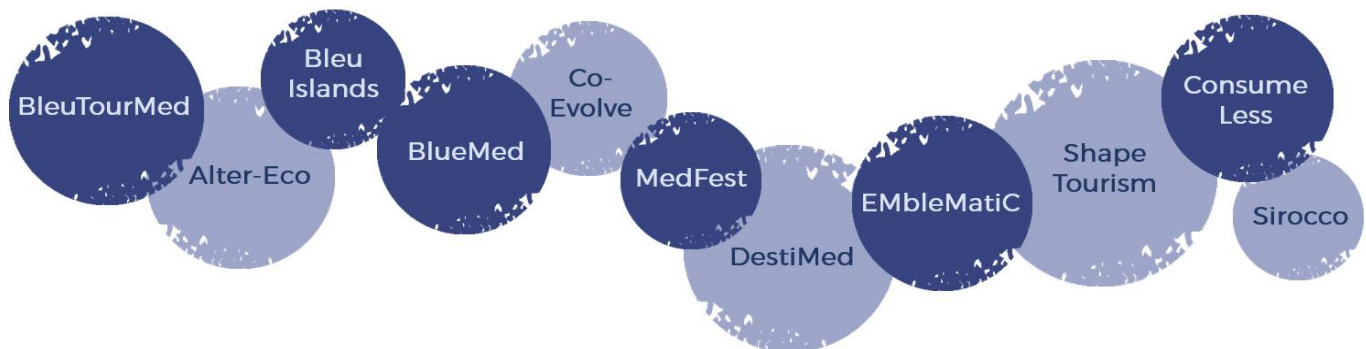 BleuTourMed
Alter-Eco
Bleu
Islands
BlueMed
Co-
Evolve
MedFest
DestiMed
EMbleMatiC
Shape
Tourism
Consume
Less
Sirocco